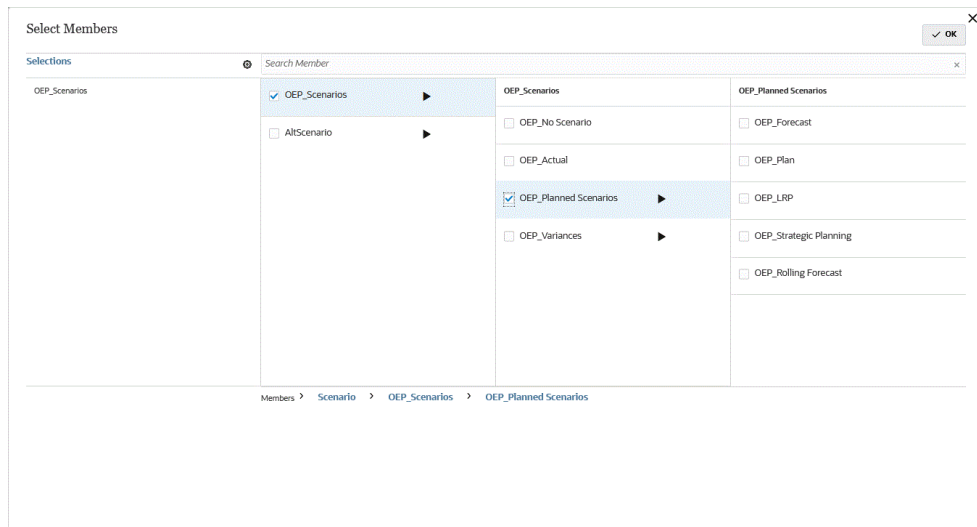 Select Members
OK
Selections
Search Member
OEP_Scenarios
OEP_Scenarios
AltScenario
OEP_Scenarios
OEP_No Scenario
OEP_Actual
OEP_Planned Scenarios
OEP_Variances
OEP_Planned Scenarios
OEP_Forecast
OEP_Plan
OEP_LRP
OEP_Strategic Planning
OEP_Rolling Forecast
Members > Scenario > OEP_Scenarios > OEP_Planned Scenarios